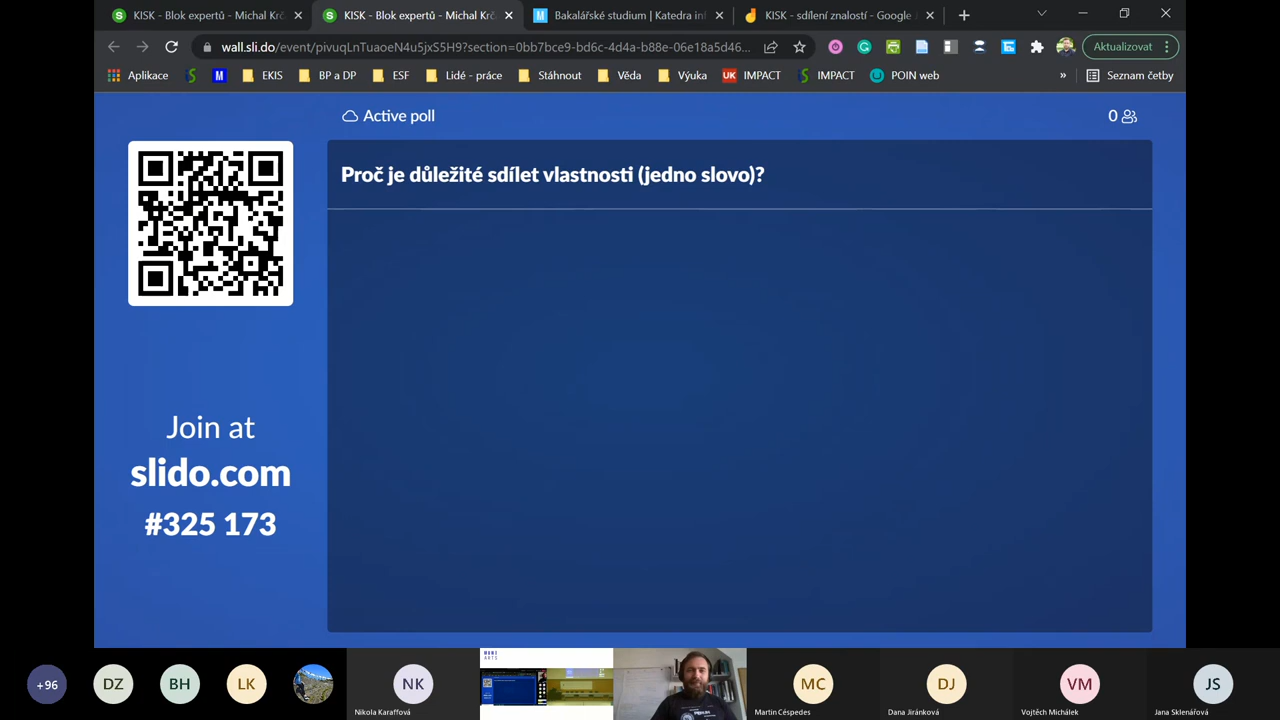 KISK - Blok expertů - Michal Krč
KISK - Blok expertů - Michal Krč
Bakalářské studium | Katedra in
KISK - sdílení znalostí - Google
wall.sli.do/event/pivuqLnTuaoeN4u5jxS5H9?section=0bb7bce9-bd6c-4d4a-b88e-06e18a5d46...
Aktualizovat
Aplikace
EKIS
BP a DP
ESF
Lidé - práce
Stáhnout
Věda
Výuka
UK IMPACT
IMPACT
POIN web
»
Seznam četby
Active poll
0
Proč je důležité sdílet vlastnosti (jedno slovo)?
Join at
slido.com
#325 173
+96
DZ
BH
LK
NK
Nikola Karaffová
MUNI
ARTS
MC
Martin Céspedes
DJ
Dana Jiránková
VM
Vojtěch Michálek
JS
Jana Sklenářová